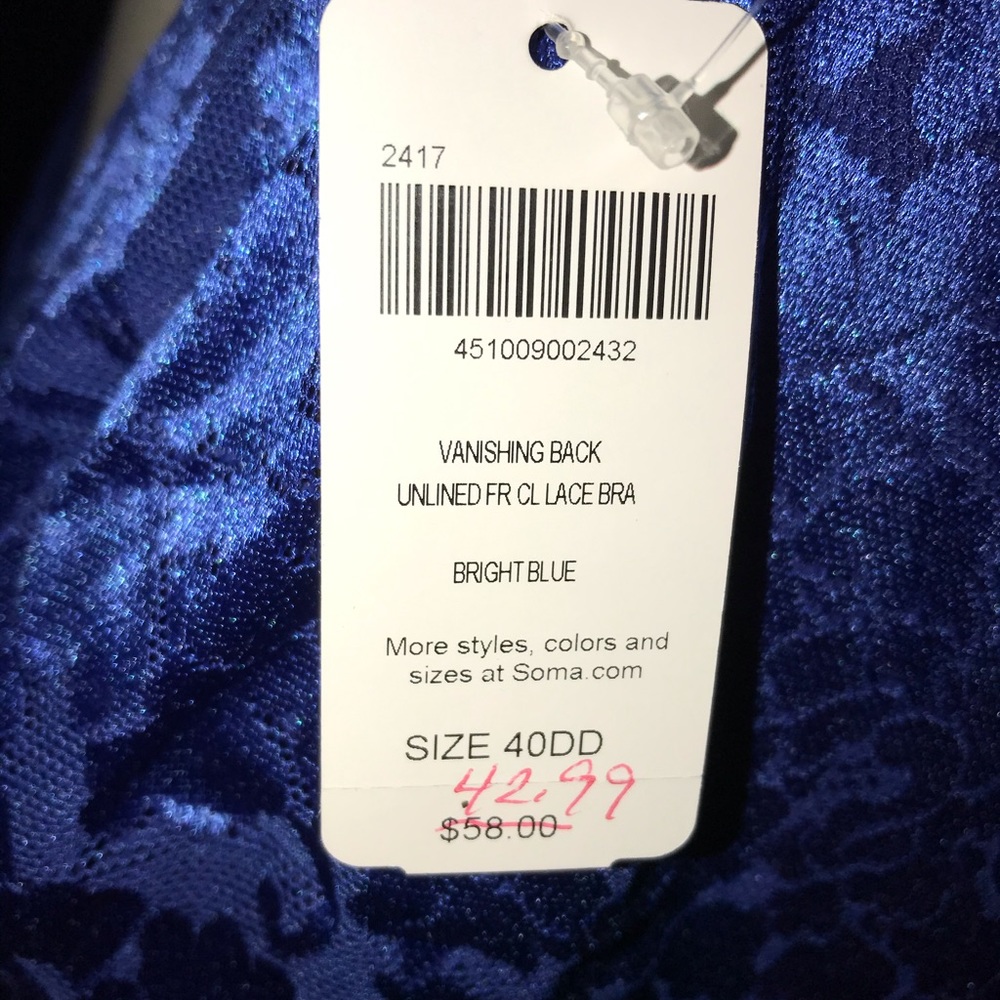 2417
451009002432
VANISHING BACK
UNLINED FR CL LACE BRA
BRIGHT BLUE
More styles, colors and
sizes at Soma.com
SIZE 40DD
42.99
$58.00